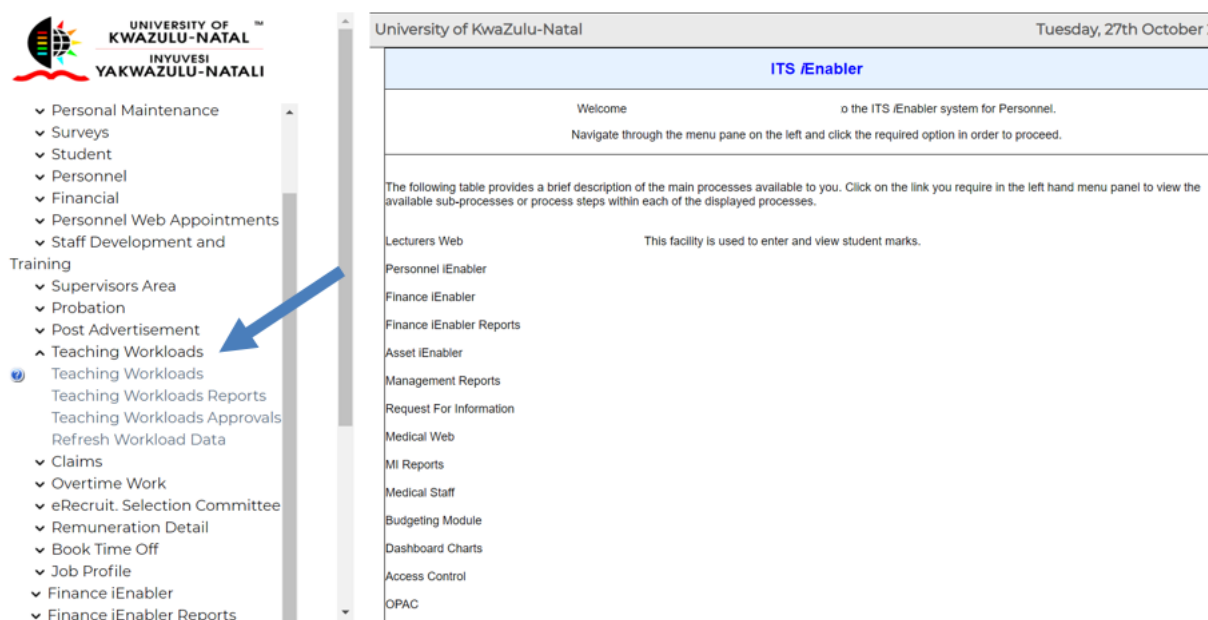 UNIVERSITY OF ™
KWAZULU-NATAL
INYUVESI
YAKWAZULU-NATALI
Personal Maintenance
Surveys
Student
Personnel
Financial
Personnel Web Appointments
Staff Development and
Training
Supervisors Area
Probation
Post Advertisement
Teaching Workloads
Teaching Workloads
Teaching Workloads Reports
Teaching Workloads Approvals
Refresh Workload Data
Claims
Overtime Work
eRecruit. Selection Committee
Remuneration Detail
Book Time Off
Job Profile
Finance iEnabler
Finance iEnabler Reports
University of KwaZulu-Natal Tuesday, 27th October
ITS iEnabler
Welcome o the ITS iEnabler system for Personnel.
Navigate through the menu pane on the left and click the required option in order to proceed.
The following table provides a brief description of the main processes available to you. Click on the link you require in the left hand menu panel to view the
available sub-processes or process steps within each of the displayed processes.
Lecturers Web This facility is used to enter and view student marks.
Personnel iEnabler
Finance iEnabler
Finance iEnabler Reports
Asset iEnabler
Management Reports
Request For Information
Medical Web
MI Reports
Medical Staff
Budgeting Module
Dashboard Charts
Access Control
OPAC